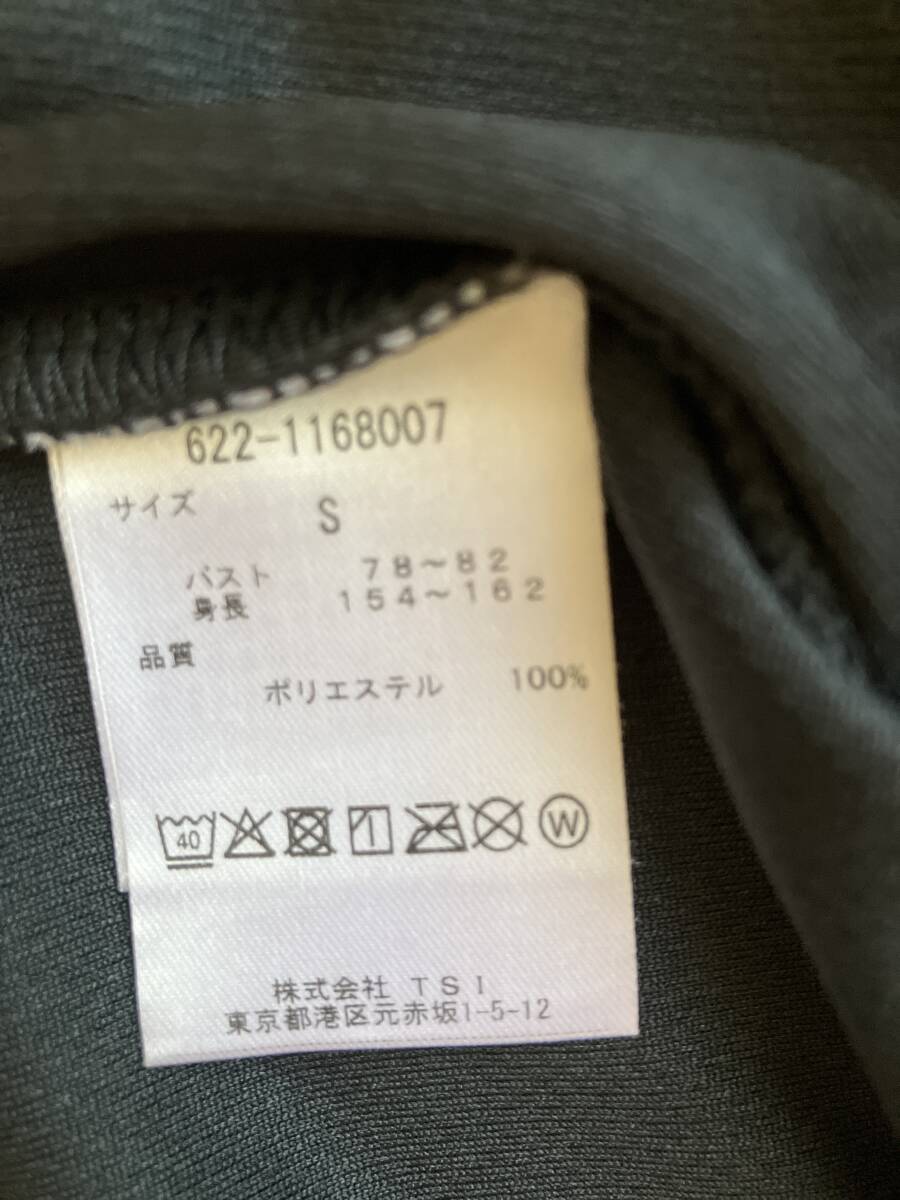 622-1168007
サイズ S
バスト 78～82
身長 154～162
品質
ポリエステル 100%
40 W
株式会社 TSI
東京都港区元赤坂1-5-12